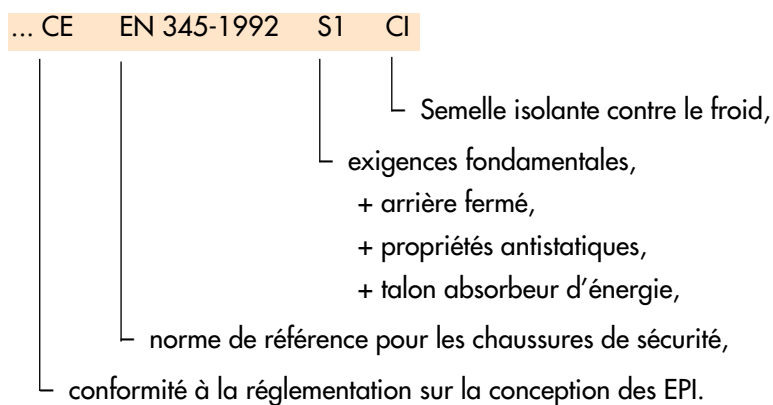 ... CE EN 345-1992 S1 CI
Semelle isolante contre le froid,
exigences fondamentales,
+ arrière fermé,
+ propriétés antistatiques,
+ talon absorbeur d'énergie,
norme de référence pour les chaussures de sécurité,
conformité à la réglementation sur la conception des EPI.